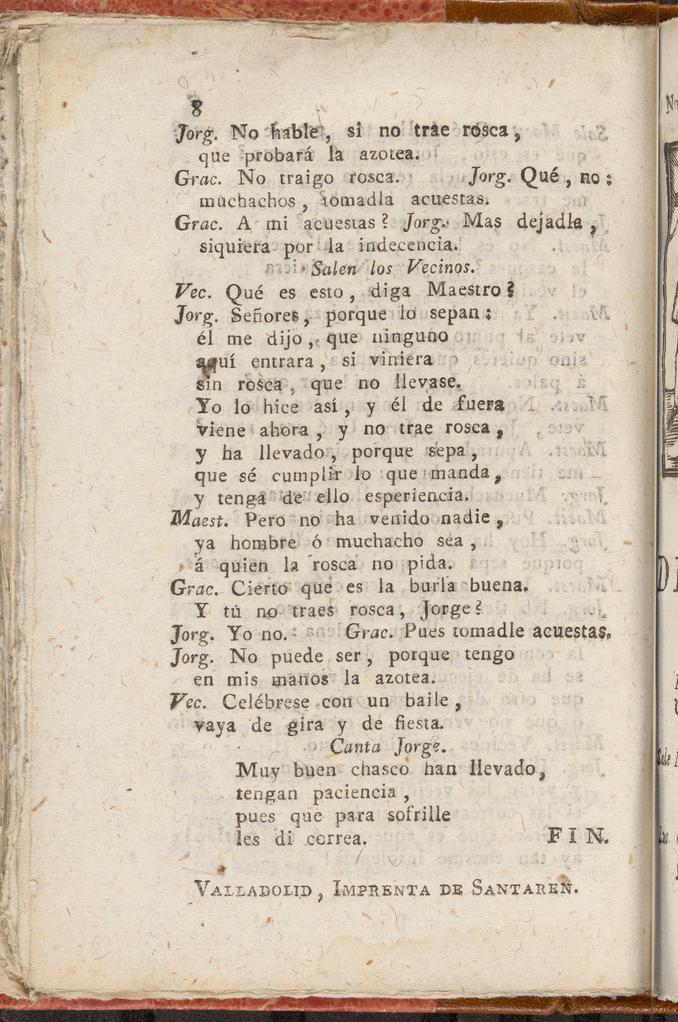 8
Jorg. No hable, si no trae rosca,
que probará la azotea.
Grac. No traigo rosca. Jorg. Qué, no:
muchachos, tomadla acuestas.
Grac. A mi acuestas? Jorg. Mas dejadla,
siquiera por la indecencia.
Salen los Vecinos.
Vec. Qué es esto, diga Maestro?
Jorg. Señores, porque lo sepan:
él me dijo, que ninguno
aquí entrara, si viniera
sin rosca, que no llevase.
Yo lo hice así, y él de fuera
viene ahora, y no trae rosca,
y ha llevado, porque sepa,
que sé cumplir lo que manda,
y tenga de ello esperiencia.
Maest. Pero no ha venido nadie,
ya hombre ó muchacho sea,
á quien la rosca no pida.
Grac. Cierto que es la burla buena.
Y tú no traes rosca, Jorge?
Jorg. Yo no. Grac. Pues tomadle acuestas.
Jorg. No puede ser, porque tengo
en mis manos la azotea.
Vec. Celébrese con un baile,
vaya de gira y de fiesta.
Canta Jorge.
Muy buen chasco han llevado,
tengan paciencia,
pues que para sofrille
les di correa. FIN.
VALLADOLID, IMPRENTA DE SANTAREN.